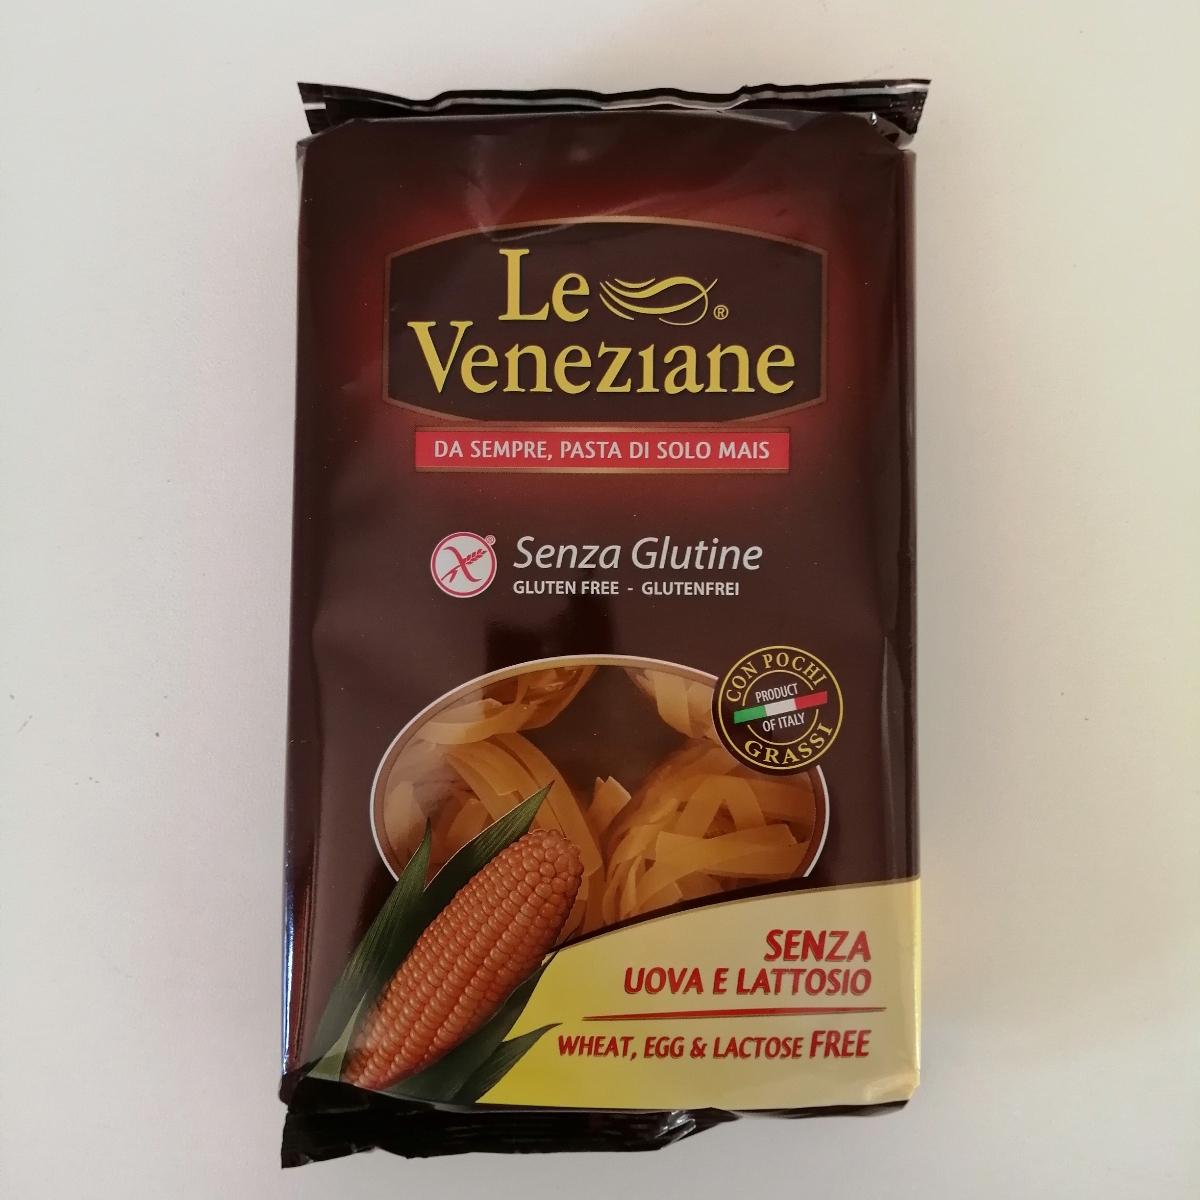 Le ®
Veneziane
DA SEMPRE, PASTA DI SOLO MAIS
Senza Glutine
GLUTEN FREE - GLUTENFREI
CON POCHI
PRODUCT
OF ITALY
GRASSI
SENZA
UOVA E LATTOSIO
WHEAT, EGG & LACTOSE FREE